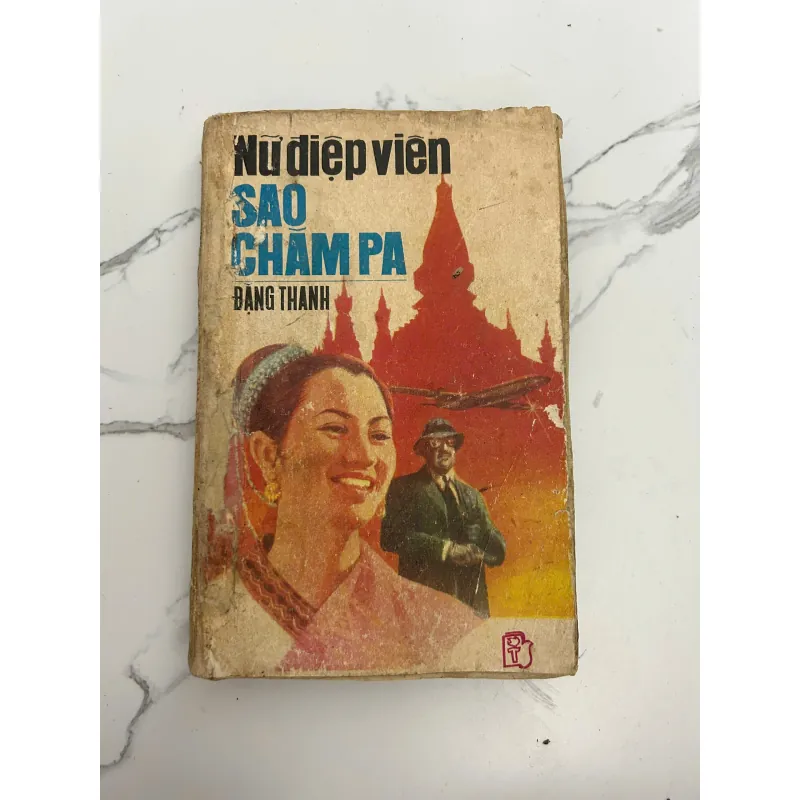 Nữ điệp viên
SAO
CHĂM PA
ĐẶNG THANH